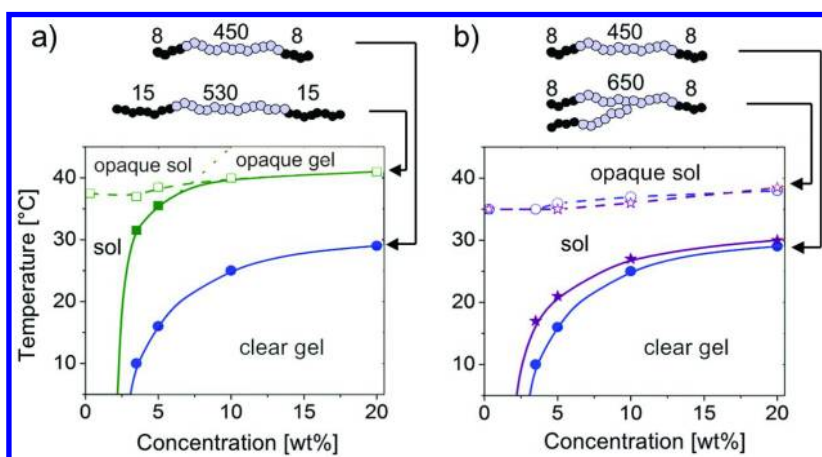 a)
8 450 8
15 530 15
opaque sol
opaque gel
sol
clear gel
Temperature [°C]
40
30
20
10
0 5 10 15 20
Concentration [wt%]
b)
8 450 8
8 650 8
8
opaque sol
sol
clear gel
40
30
20
10
0 5 10 15 20
Concentration [wt%]